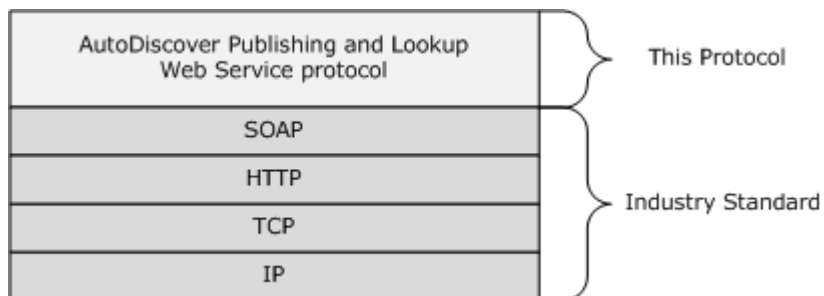 AutoDiscover Publishing and Lookup
Web Service protocol
This Protocol
SOAP
HTTP
TCP
IP
Industry Standard